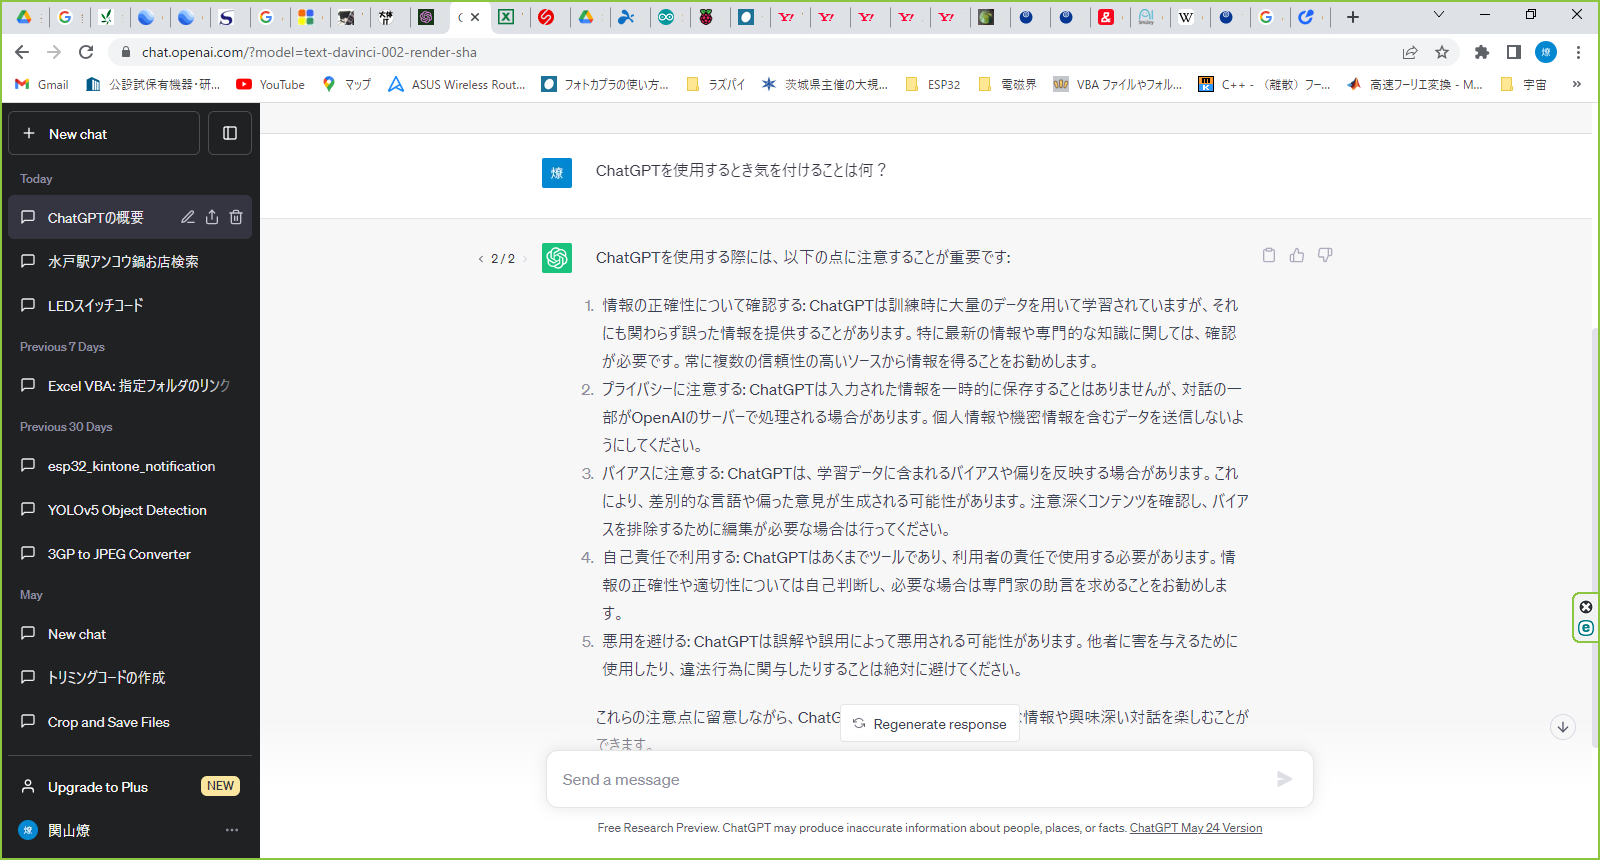 chat.openai.com/?model=text-davinci-002-render-sha
Gmail
公設試保有機器・研...
YouTube
マップ
ASUS Wireless Rout...
フォトカプラの使い方...
ラズパイ
茨城県主催の大規...
ESP32
電磁界
VBA ファイルやフォル...
C++ - （離散）フー...
高速フーリエ変換 - M...
宇宙
»
+ New chat
Today
ChatGPTの概要
水戸駅アンコウ鍋お店検索
LEDスイッチコード
Previous 7 Days
Excel VBA: 指定フォルダのリンク
Previous 30 Days
esp32_kintone_notification
YOLOv5 Object Detection
3GP to JPEG Converter
May
New chat
トリミングコードの作成
Crop and Save Files
Upgrade to Plus
NEW
燎
関山燎
燎
ChatGPTを使用するとき気を付けることは何？
< 2 / 2 >
ChatGPTを使用する際には、以下の点に注意することが重要です:
1. 情報の正確性について確認する: ChatGPTは訓練時に大量のデータを用いて学習されていますが、それ
にも関わらず誤った情報を提供することがあります。特に最新の情報や専門的な知識に関しては、確認
が必要です。常に複数の信頼性の高いソースから情報を得ることをお勧めします。
2. プライバシーに注意する: ChatGPTは入力された情報を一時的に保存することはありませんが、対話の一
部がOpenAIのサーバーで処理される場合があります。個人情報や機密情報を含むデータを送信しないよ
うにしてください。
3. バイアスに注意する: ChatGPTは、学習データに含まれるバイアスや偏りを反映する場合があります。これ
により、差別的な言語や偏った意見が生成される可能性があります。注意深くコンテンツを確認し、バイア
スを排除するために編集が必要な場合は行ってください。
4. 自己責任で利用する: ChatGPTはあくまでツールであり、利用者の責任で使用する必要があります。情
報の正確性や適切性については自己判断し、必要な場合は専門家の助言を求めることをお勧めしま
す。
5. 悪用を避ける: ChatGPTは誤解や誤用によって悪用される可能性があります。他者に害を与えるために
使用したり、違法行為に関与したりすることは絶対に避けてください。
これらの注意点に留意しながら、ChatG
情報や興味深い対話を楽しむことが
できます。
Regenerate response
Send a message
Free Research Preview. ChatGPT may produce inaccurate information about people, places, or facts. ChatGPT May 24 Version